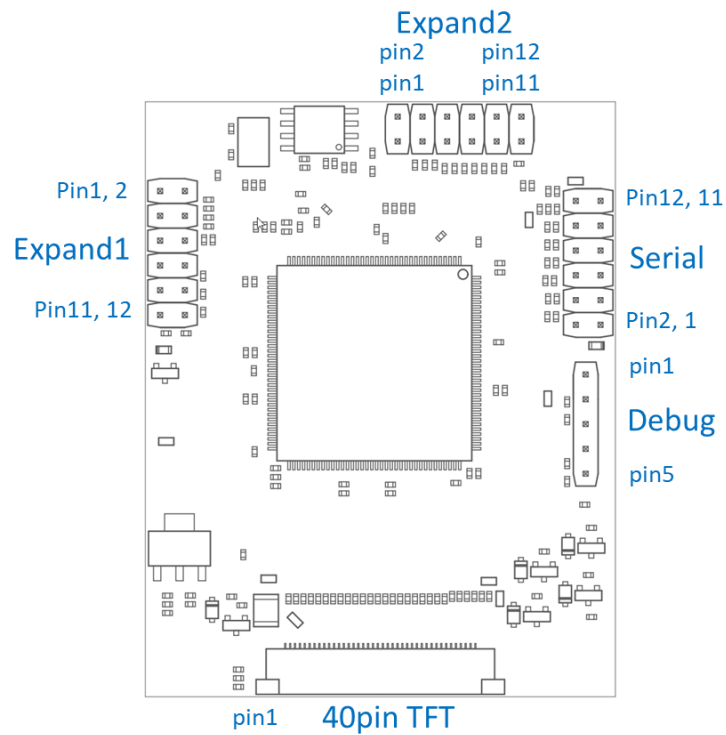 Expand2
pin2 pin12
pin1 pin11
Pin1, 2
Expand1
Pin11, 12
Pin12, 11
Serial
Pin2, 1
pin1
Debug
pin5
pin1
40pin TFT